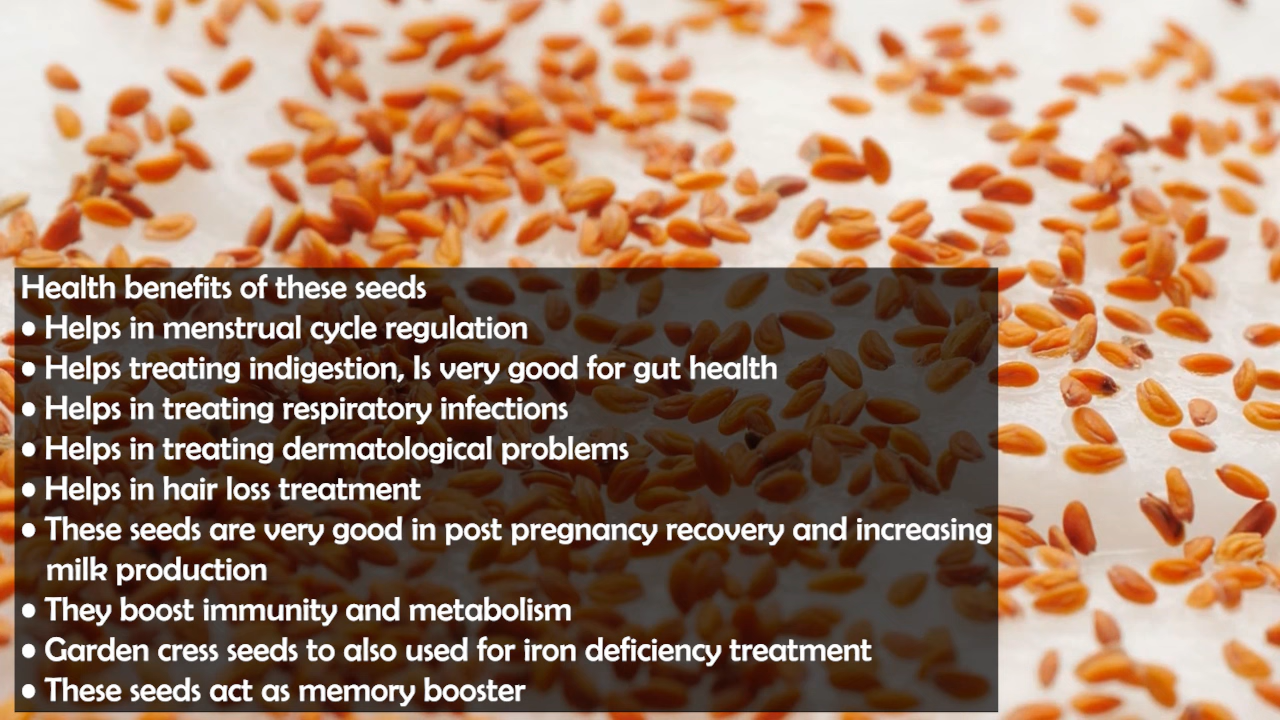 Health benefits of these seeds
• Helps in menstrual cycle regulation
• Helps treating indigestion, Is very good for gut health
• Helps in treating respiratory infections
• Helps in treating dermatological problems
• Helps in hair loss treatment
• These seeds are very good in post pregnancy recovery and increasing
milk production
• They boost immunity and metabolism
• Garden cress seeds to also used for iron deficiency treatment
• These seeds act as memory booster